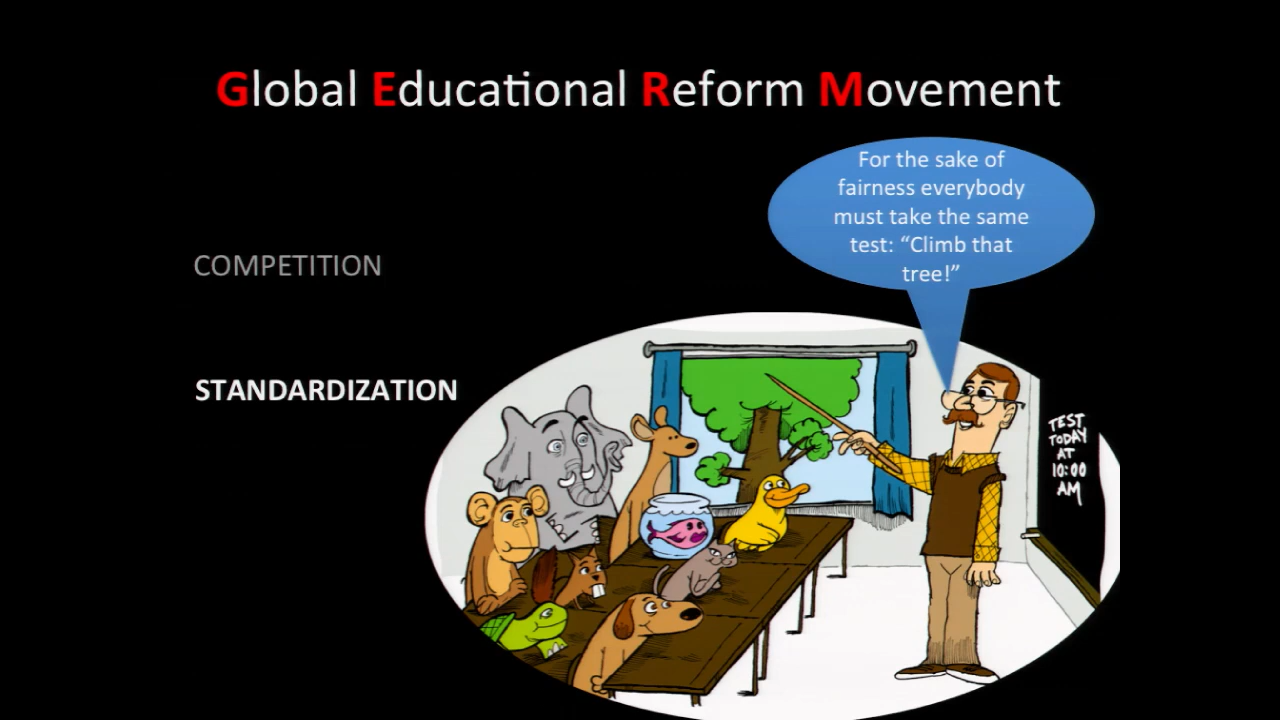 Global Educational Reform Movement
For the sake of
fairness everybody
must take the same
test: “Climb that
tree!”
COMPETITION
STANDARDIZATION
TEST
TODAY
AT
10:00
AM